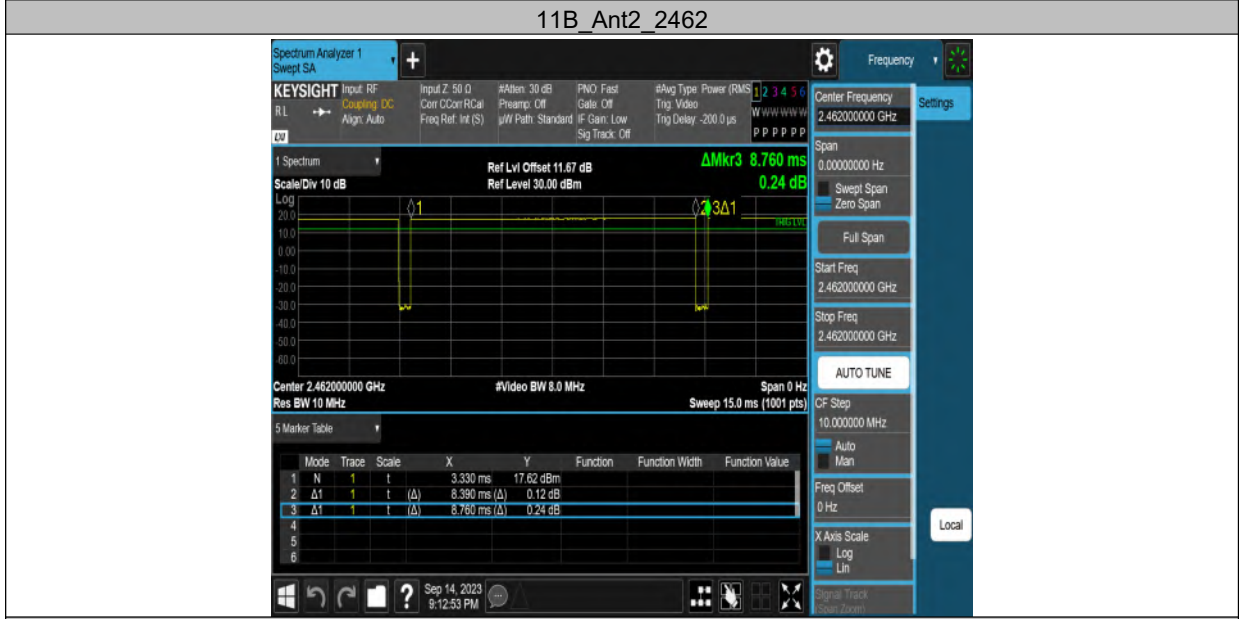 11B_Ant2_2462
Spectrum Analyzer 1
Swept SA
+
Frequency
KEYSIGHT Input: RF
R L
Coupling: DC
Align: Auto
LXI
Input Z: 50 Ω
Corr CCorr RCal
Freq Ref: Int (S)
#Atten: 30 dB
Preamp: Off
µW Path: Standard
PNO: Fast
Gate: Off
IF Gain: Low
Sig Track: Off
#Avg Type: Power (RMS
Trig: Video
Trig Delay: -200.0 µs
1 2 3 4 5 6
W W W W W W
P P P P P P
1 Spectrum
Scale/Div 10 dB
Ref Lvl Offset 11.67 dB
Ref Level 30.00 dBm
ΔMkr3 8.760 ms
0.24 dB
Log
1
2 3Δ1
TRIG LVL
20.0
10.0
0.00
-10.0
-20.0
-30.0
-40.0
-50.0
-60.0
Center 2.462000000 GHz
Res BW 10 MHz
#Video BW 8.0 MHz
Span 0 Hz
Sweep 15.0 ms (1001 pts)
5 Marker Table
Mode Trace Scale X Y Function Function Width Function Value
1 N 1 t 3.330 ms 17.62 dBm
2 Δ1 1 t (Δ) 8.390 ms (Δ) 0.12 dB
3 Δ1 1 t (Δ) 8.760 ms (Δ) 0.24 dB
4
5
6
Sep 14, 2023
9:12:53 PM
?
Center Frequency
2.462000000 GHz
Settings
Span
0.00000000 Hz
Swept Span
Zero Span
Full Span
Start Freq
2.462000000 GHz
Stop Freq
2.462000000 GHz
AUTO TUNE
CF Step
10.000000 MHz
Auto
Man
Freq Offset
0 Hz
X Axis Scale
Log
Lin
Local
Signal Track
(Span Zoom)